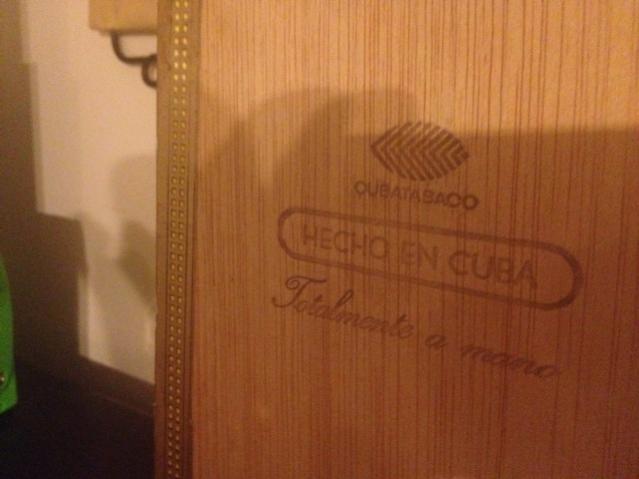 CUBATABACO
HECHO EN CUBA
Totalmente a mano